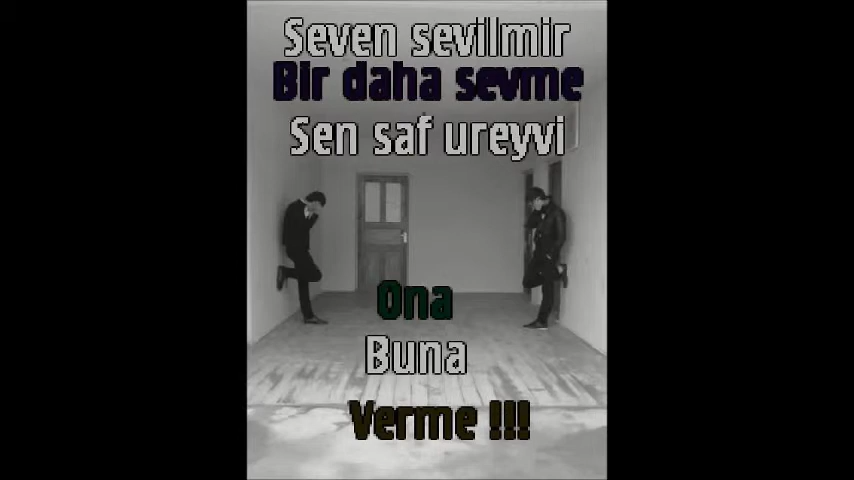 Seven sevilmir
Bir daha sevme
Sen saf ureyvi
Ona
Buna
Verme !!!